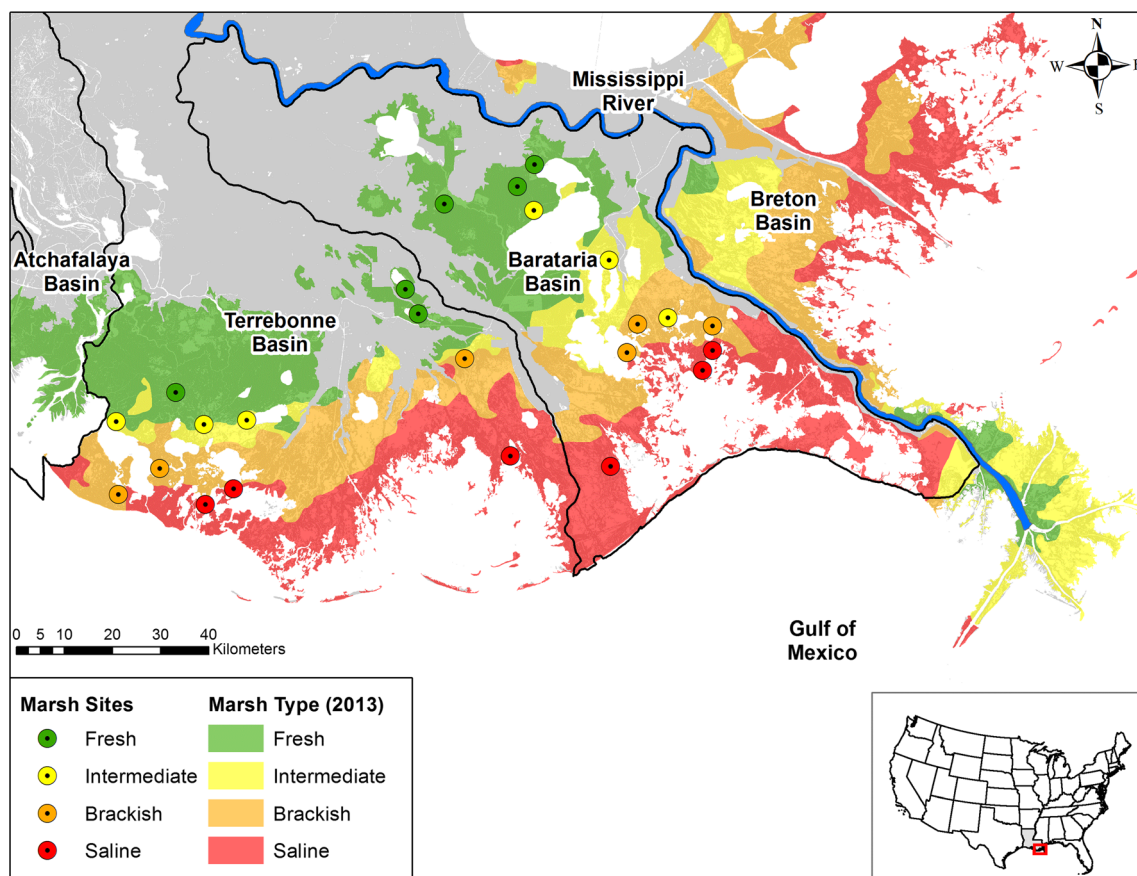 N
W
E
S
Mississippi
River
Breton
Basin
Atchafalaya
Basin
Barataria
Basin
Terrebonne
Basin
0 5 10 20 30 40
Kilometers
Gulf of
Mexico
Marsh Sites
Marsh Type (2013)
Fresh
Fresh
Intermediate
Intermediate
Brackish
Brackish
Saline
Saline